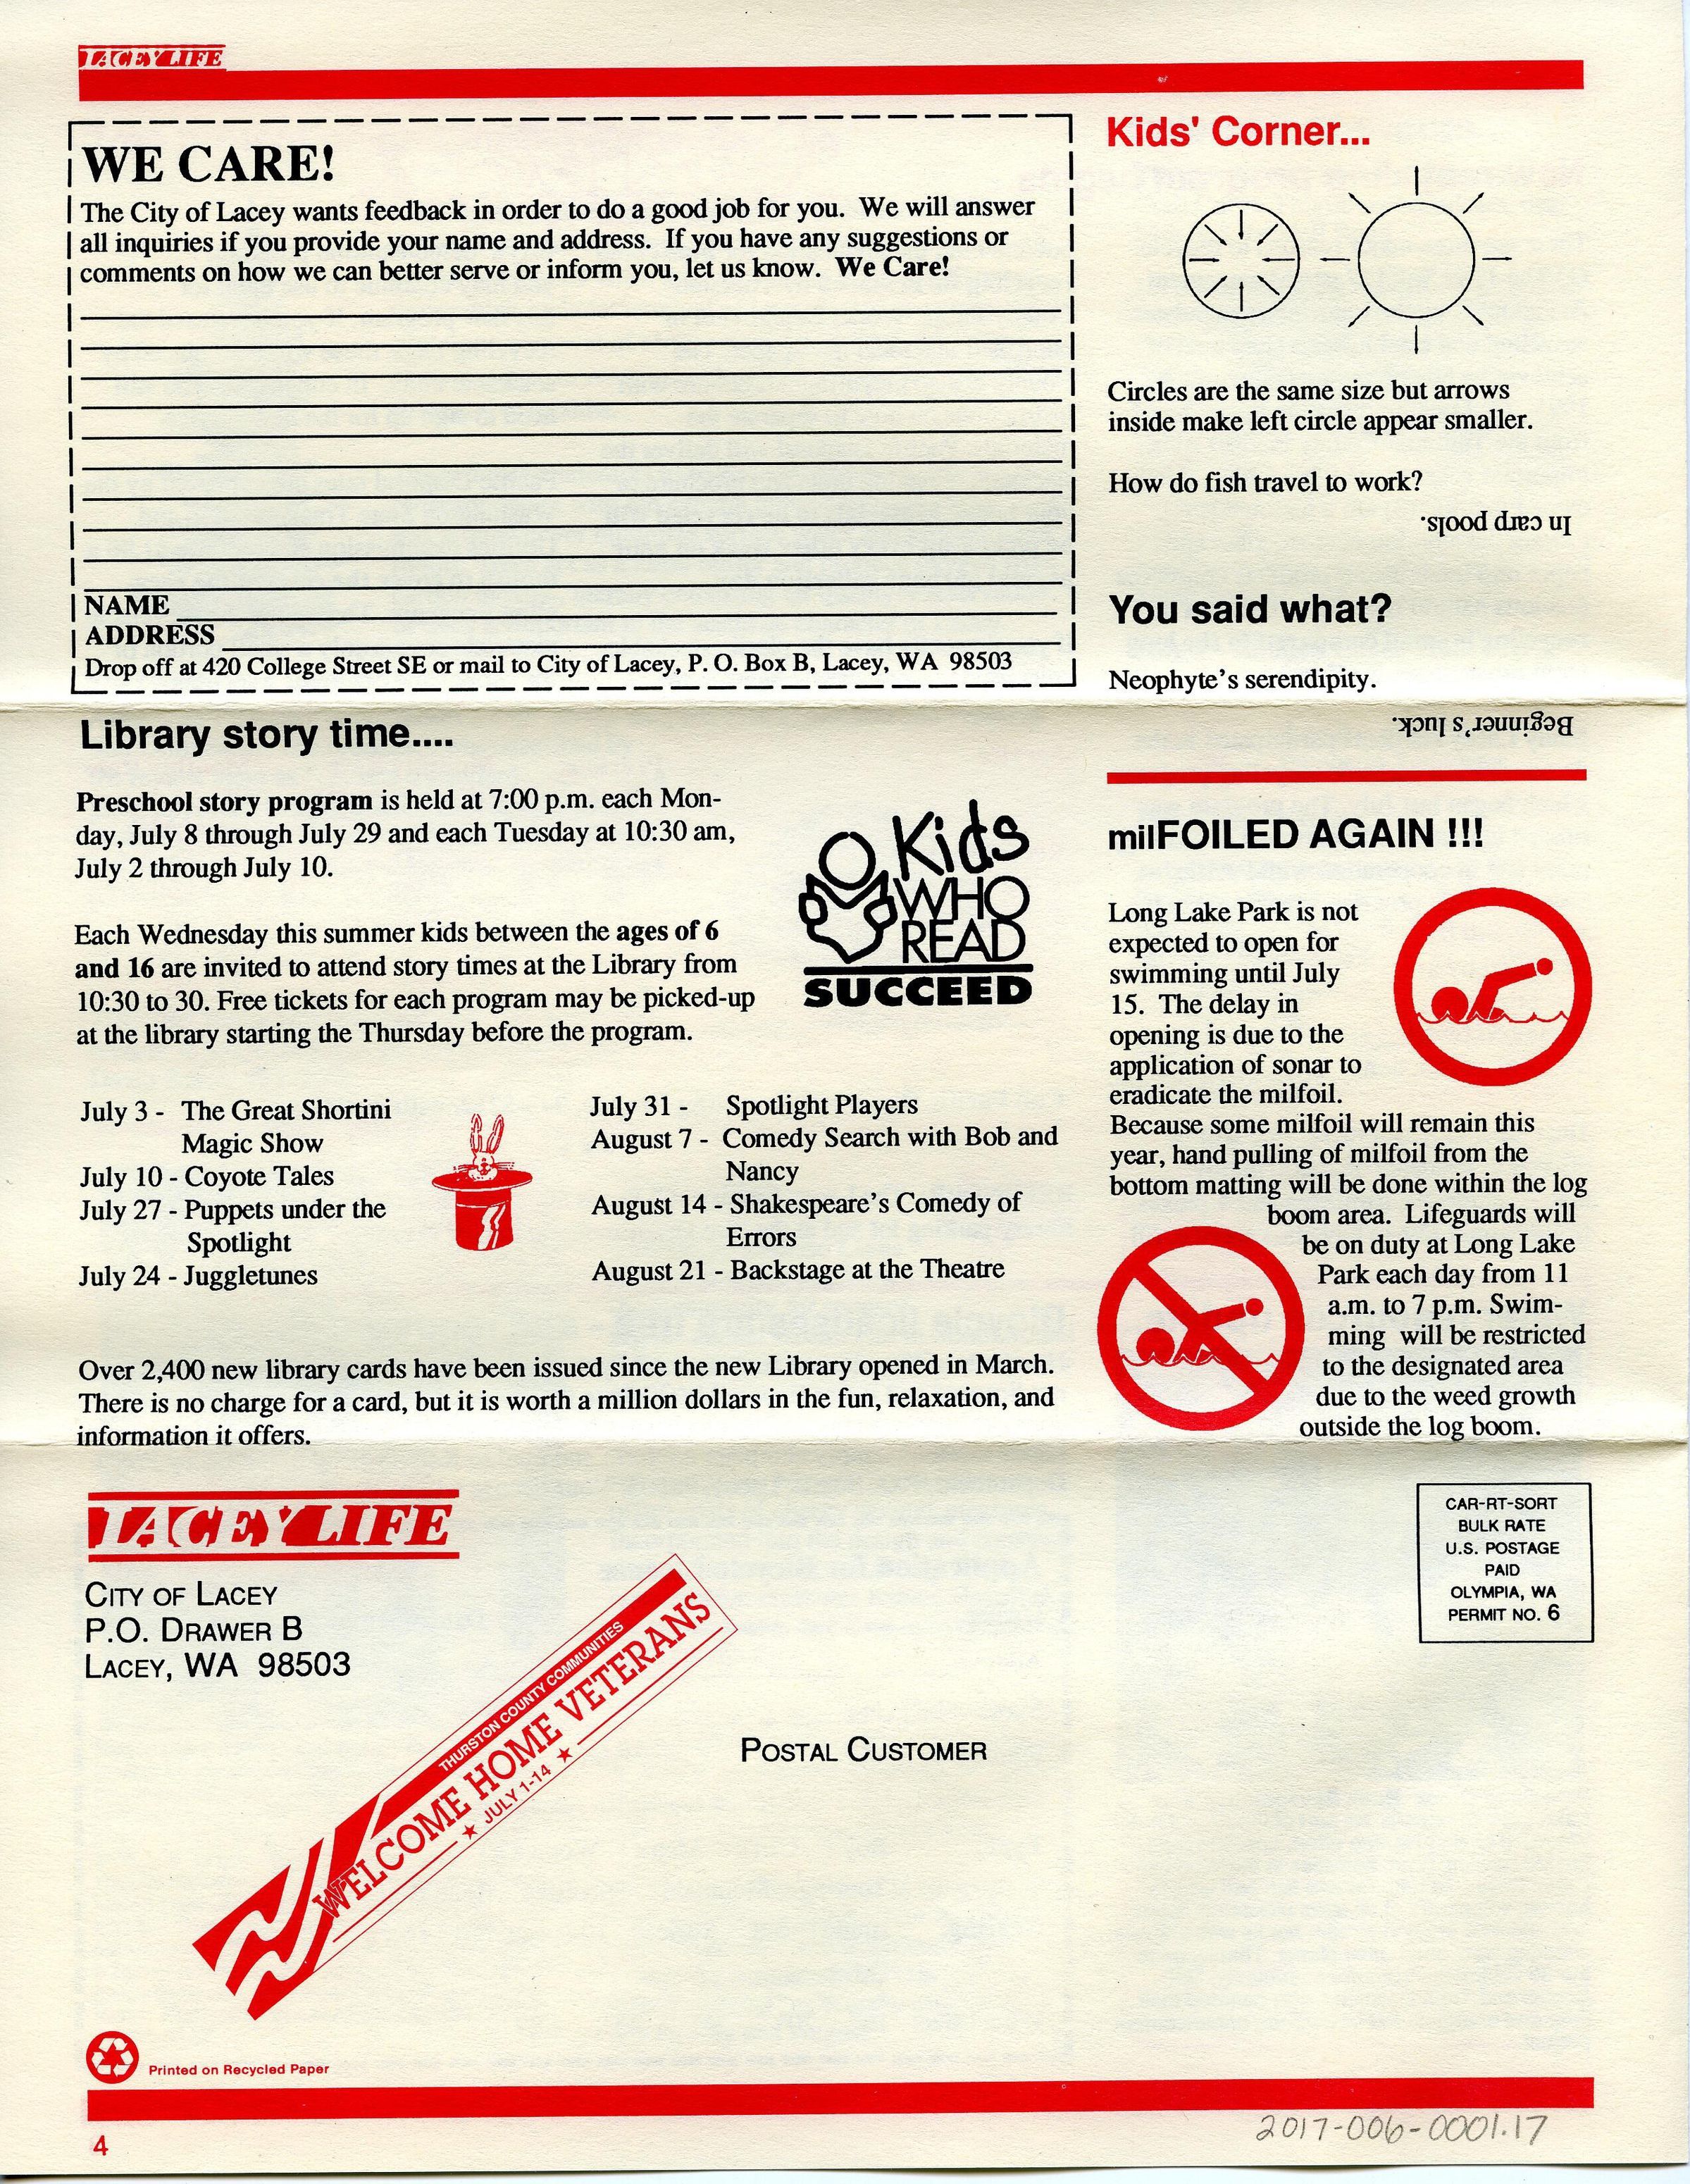 LACEY LIFE
WE CARE!
The City of Lacey wants feedback in order to do a good job for you. We will answer
all inquiries if you provide your name and address. If you have any suggestions or
comments on how we can better serve or inform you, let us know. We Care!
NAME
ADDRESS
Drop off at 420 College Street SE or mail to City of Lacey, P. O. Box B, Lacey, WA 98503
Kids' Corner...
Circles are the same size but arrows
inside make left circle appear smaller.
How do fish travel to work?
In carp pools.
You said what?
Neophyte's serendipity.
Beginner's luck.
Library story time....
Preschool story program is held at 7:00 p.m. each Mon-
day, July 8 through July 29 and each Tuesday at 10:30 am,
July 2 through July 10.
Each Wednesday this summer kids between the ages of 6
and 16 are invited to attend story times at the Library from
10:30 to 30. Free tickets for each program may be picked-up
at the library starting the Thursday before the program.
Kids
WHO
READ
SUCCEED
July 3 - The Great Shortini
Magic Show
July 10 - Coyote Tales
July 27 - Puppets under the
Spotlight
July 24 - Juggletunes
July 31 - Spotlight Players
August 7 - Comedy Search with Bob and
Nancy
August 14 - Shakespeare's Comedy of
Errors
August 21 - Backstage at the Theatre
Over 2,400 new library cards have been issued since the new Library opened in March.
There is no charge for a card, but it is worth a million dollars in the fun, relaxation, and
information it offers.
milFOILED AGAIN !!!
Long Lake Park is not
expected to open for
swimming until July
15. The delay in
opening is due to the
application of sonar to
eradicate the milfoil.
Because some milfoil will remain this
year, hand pulling of milfoil from the
bottom matting will be done within the log
boom area. Lifeguards will
be on duty at Long Lake
Park each day from 11
a.m. to 7 p.m. Swim-
ming will be restricted
to the designated area
due to the weed growth
outside the log boom.
LACEY LIFE
CITY OF LACEY
P.O. DRAWER B
LACEY, WA 98503
CAR-RT-SORT
BULK RATE
U.S. POSTAGE
PAID
OLYMPIA, WA
PERMIT NO. 6
THURSTON COUNTY COMMUNITIES
WELCOME HOME VETERANS
★ JULY 1-14 ★
POSTAL CUSTOMER
Printed on Recycled Paper
4
2017-006-0001.17